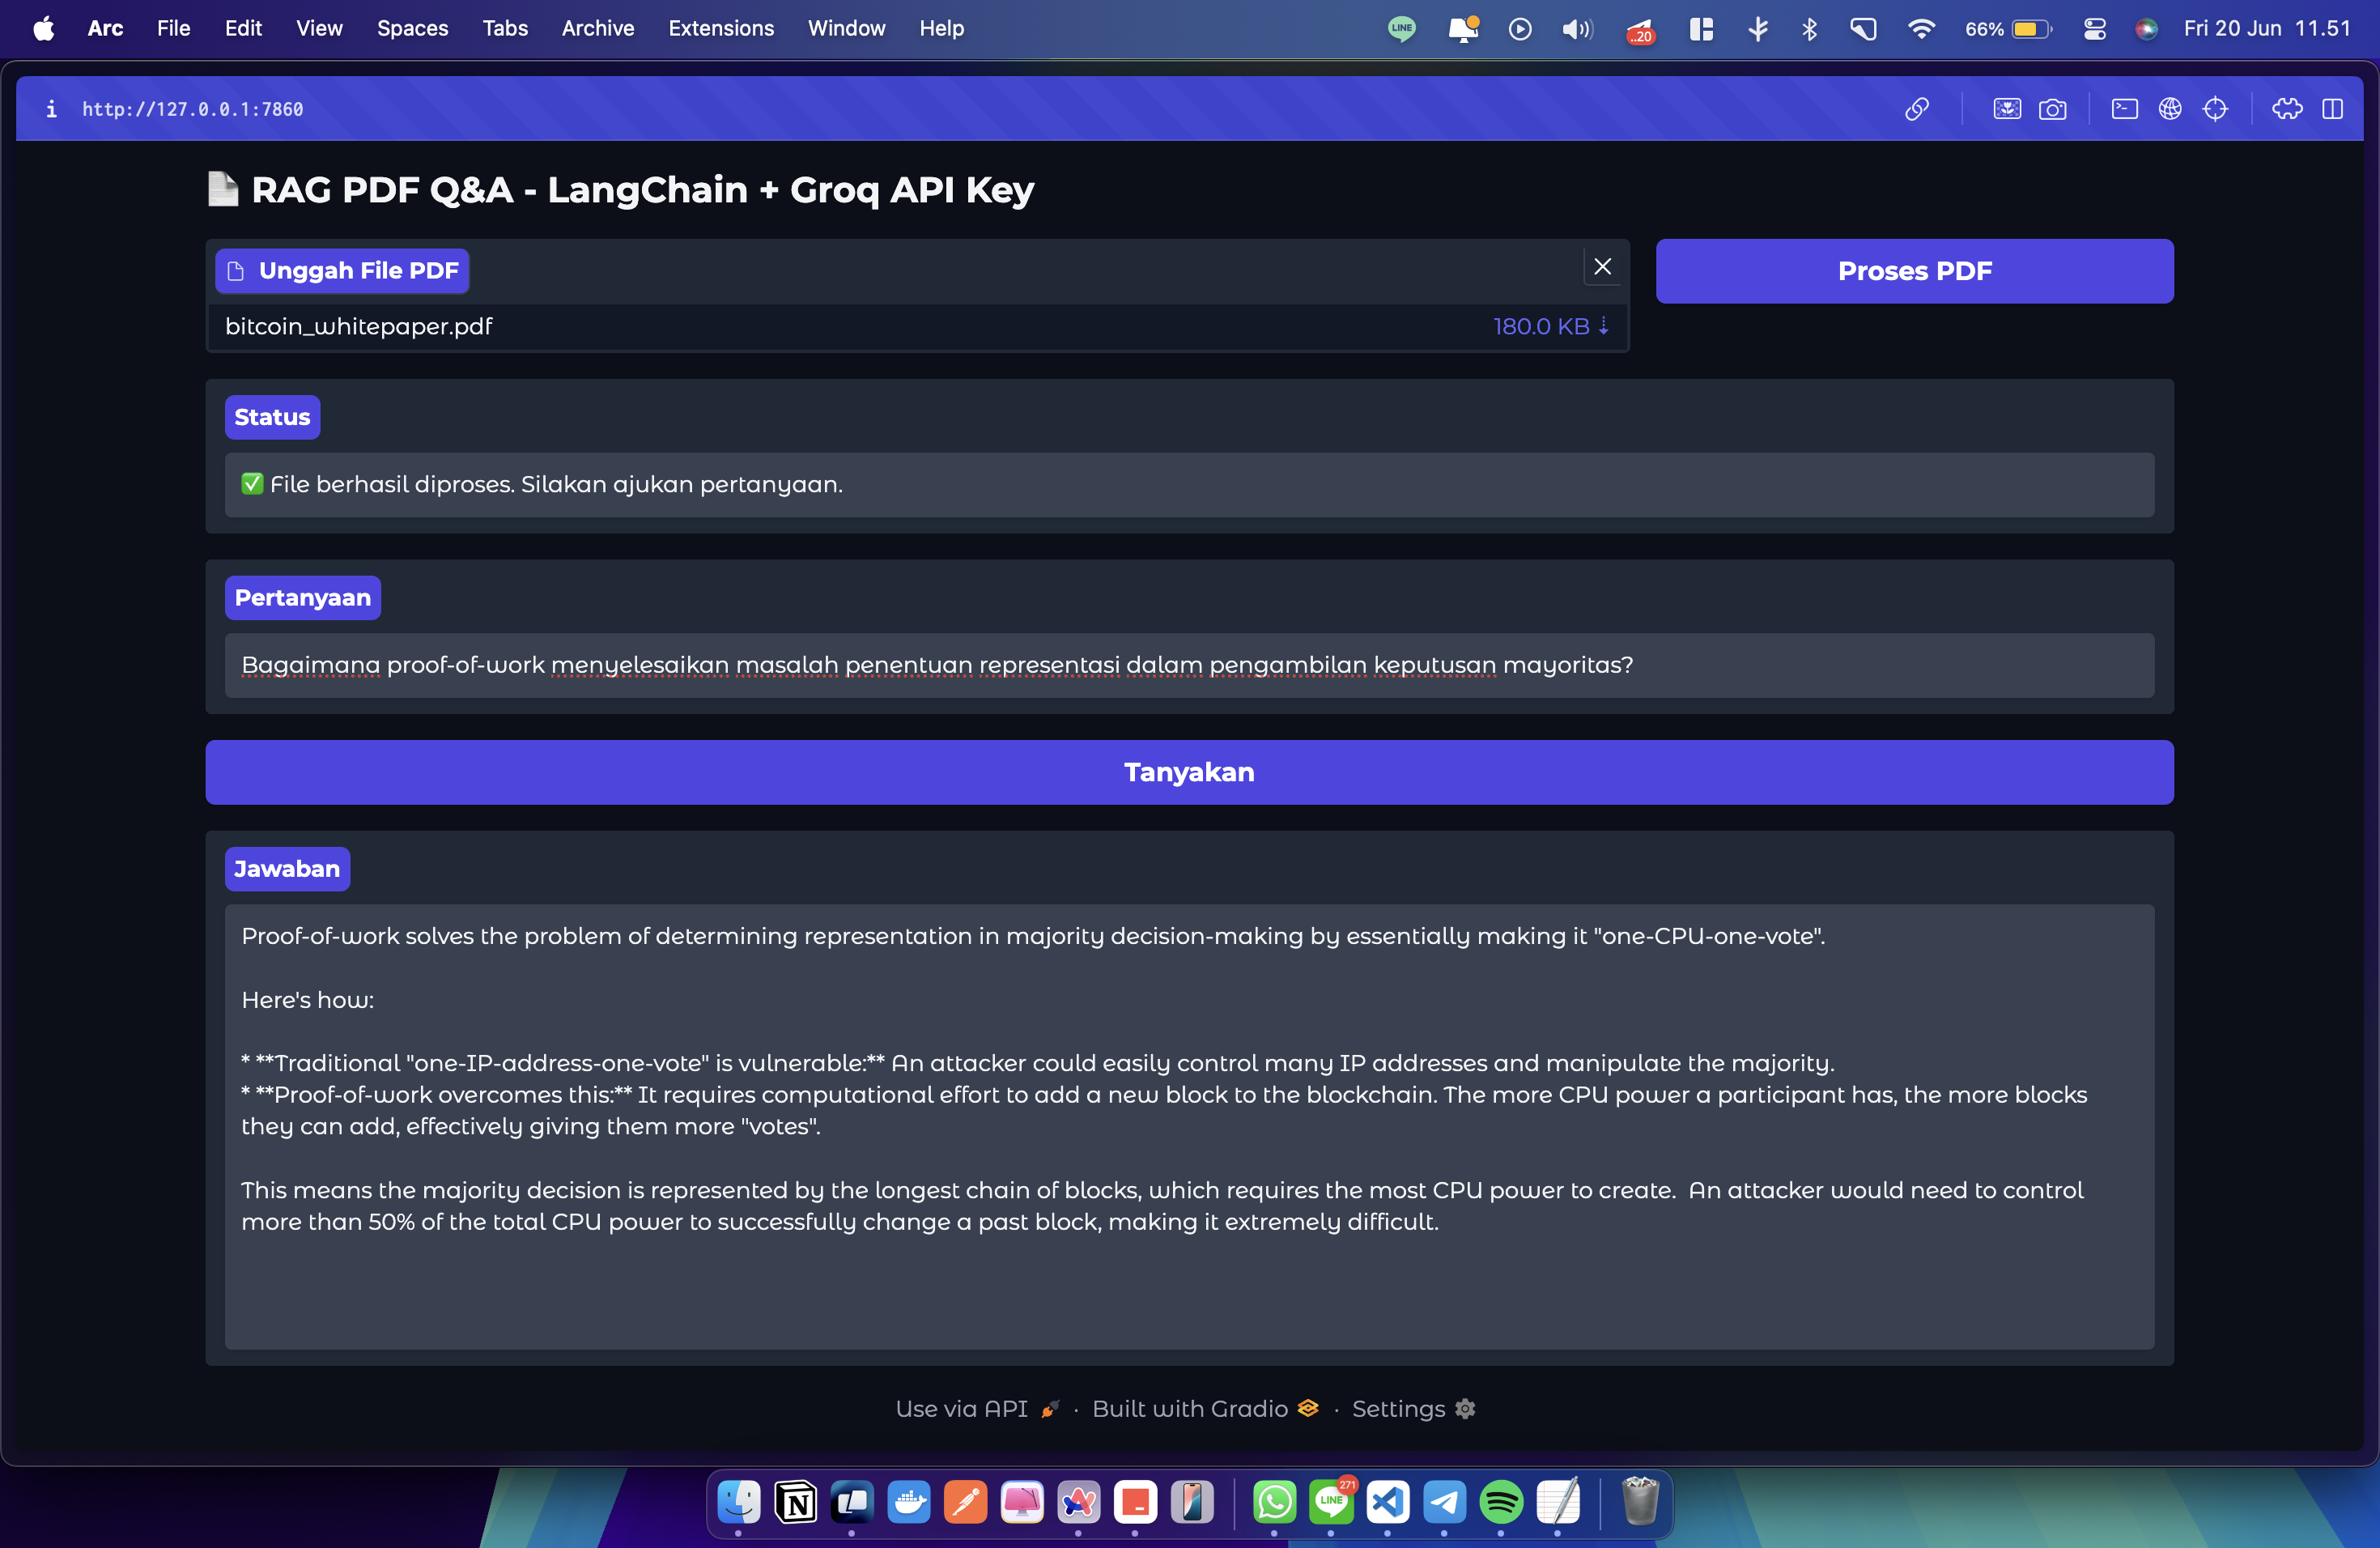 Arc File Edit View Spaces Tabs Archive Extensions Window Help LINE ..20 66% Fri 20 Jun 11.51
http://127.0.0.1:7860
RAG PDF Q&A - LangChain + Groq API Key
Unggah File PDF
Proses PDF
bitcoin_whitepaper.pdf 180.0 KB ⇣
Status
✅ File berhasil diproses. Silakan ajukan pertanyaan.
Pertanyaan
Bagaimana proof-of-work menyelesaikan masalah penentuan representasi dalam pengambilan keputusan mayoritas?
Tanyakan
Jawaban
Proof-of-work solves the problem of determining representation in majority decision-making by essentially making it "one-CPU-one-vote".
Here's how:
* **Traditional "one-IP-address-one-vote" is vulnerable:** An attacker could easily control many IP addresses and manipulate the majority.
* **Proof-of-work overcomes this:** It requires computational effort to add a new block to the blockchain. The more CPU power a participant has, the more blocks
they can add, effectively giving them more "votes".
This means the majority decision is represented by the longest chain of blocks, which requires the most CPU power to create.  An attacker would need to control
more than 50% of the total CPU power to successfully change a past block, making it extremely difficult.
Use via API · Built with Gradio · Settings
271
LINE